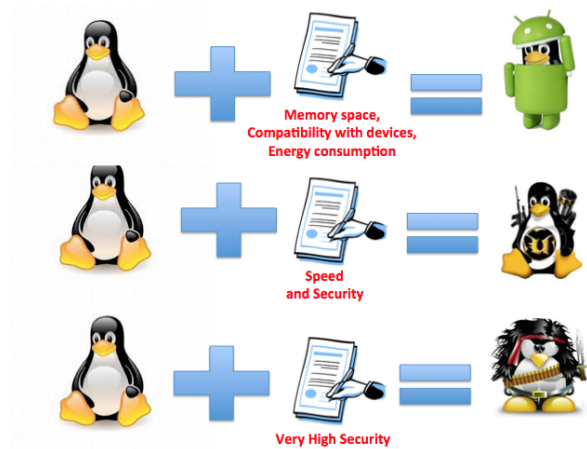 Memory space,
Compatibility with devices,
Energy consumption
Speed
and Security
Very High Security